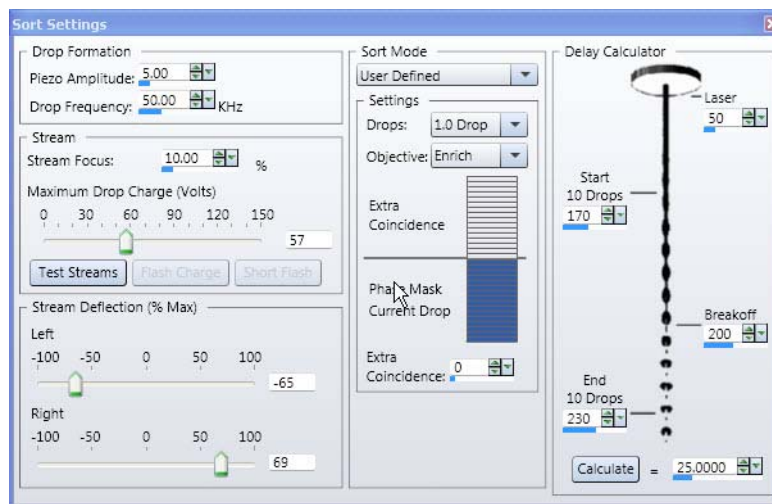 Sort Settings
Drop Formation
Piezo Amplitude: 5.00
Drop Frequency: 50.00 KHz
Stream
Stream Focus: 10.00 %
Maximum Drop Charge (Volts)
0 30 60 90 120 150
57
Test Streams Flash Charge Short Flash
Stream Deflection (% Max)
Left
-100 -50 0 50 100
-65
Right
-100 -50 0 50 100
69
Sort Mode
User Defined
Settings
Drops: 1.0 Drop
Objective: Enrich
Extra
Coincidence
Phase Mask
Current Drop
Extra
Coincidence: 0
Delay Calculator
Laser
50
Start
10 Drops
170
Breakoff
200
End
10 Drops
230
Calculate = 25.0000